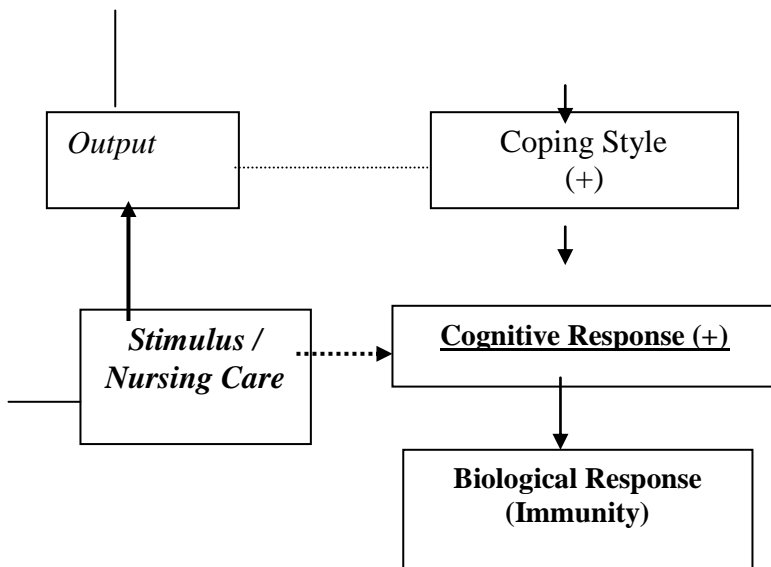 Output
Coping Style
(+)
Stimulus /
Nursing Care
Cognitive Response (+)
Biological Response
(Immunity)